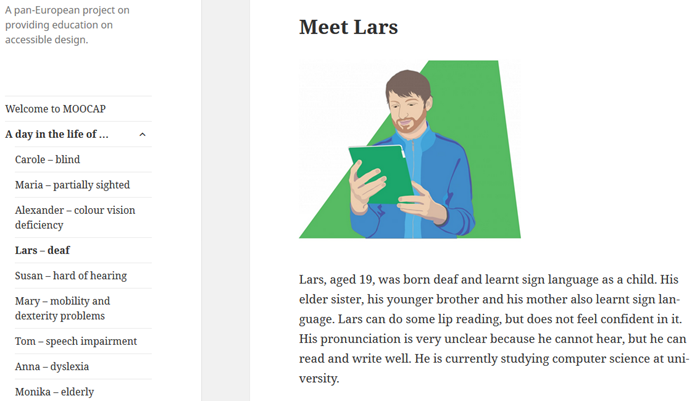 A pan-European project on
providing education on
accessible design.
Welcome to MOOCAP
A day in the life of …
Carole – blind
Maria – partially sighted
Alexander – colour vision
deficiency
Lars – deaf
Susan – hard of hearing
Mary – mobility and
dexterity problems
Tom – speech impairment
Anna – dyslexia
Monika – elderly
Meet Lars
Lars, aged 19, was born deaf and learnt sign language as a child. His
elder sister, his younger brother and his mother also learnt sign lan-
guage. Lars can do some lip reading, but does not feel confident in it.
His pronunciation is very unclear because he cannot hear, but he can
read and write well. He is currently studying computer science at uni-
versity.